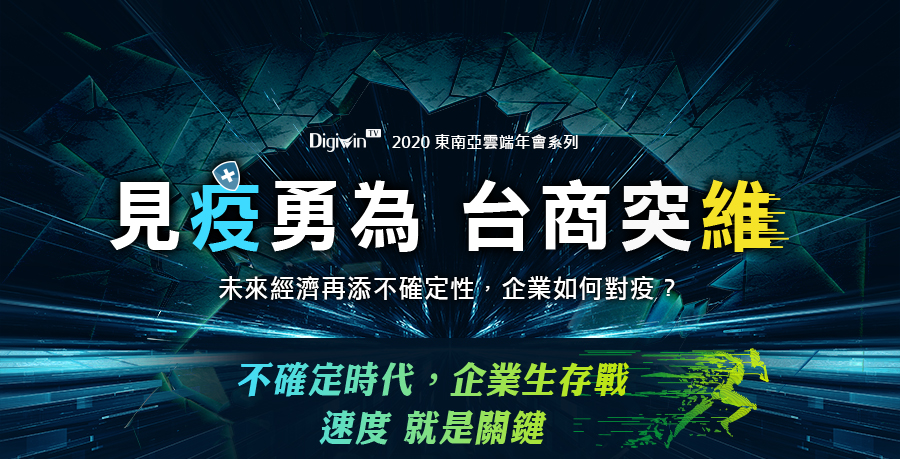 Digiwin TV 2020 東南亞雲端年會系列
見疫勇為 台商突維
未來經濟再添不確定性，企業如何對疫？
不確定時代，企業生存戰
速度 就是關鍵